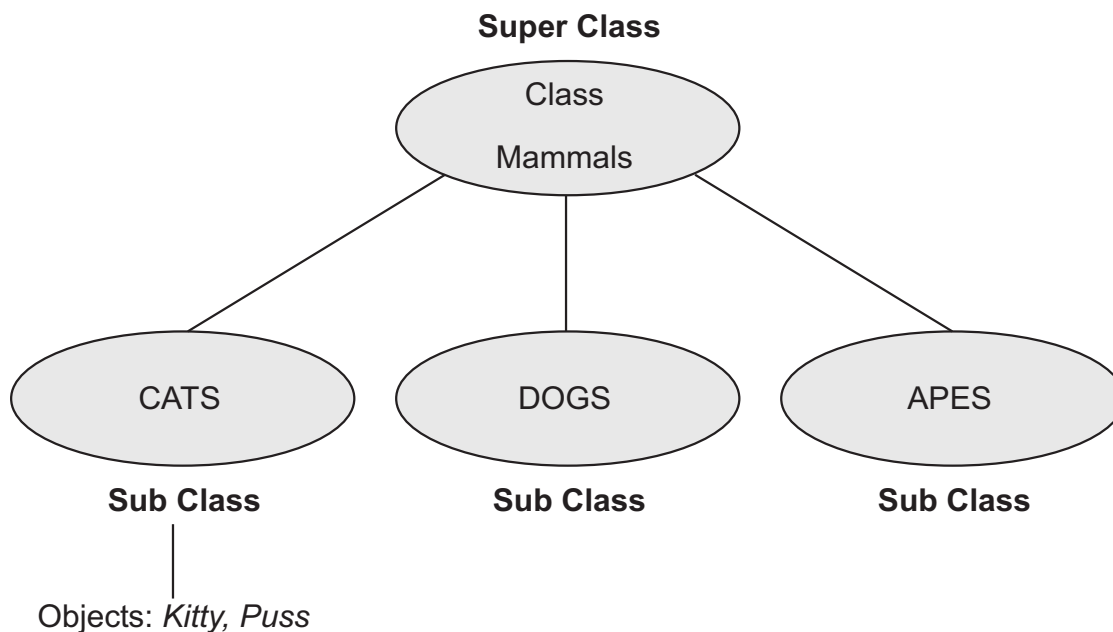 Super Class
Class
Mammals
CATS
DOGS
APES
Sub Class
Sub Class
Sub Class
Objects: Kitty, Puss